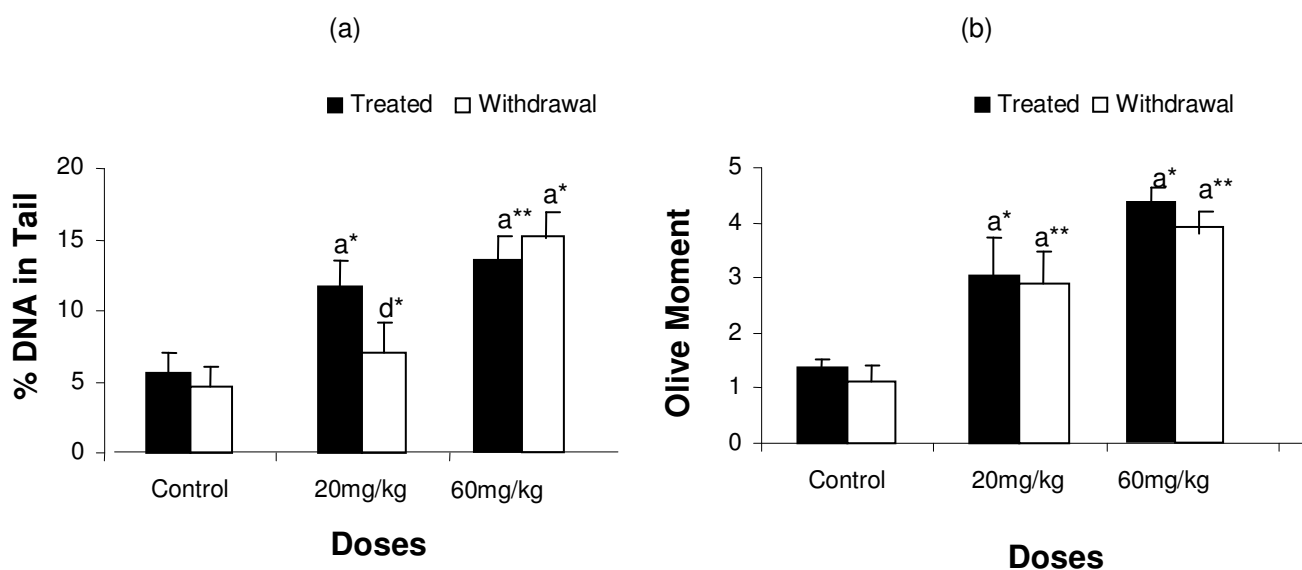 (a)
Treated Withdrawal
% DNA in Tail
20
15
10
5
0
a*
d*
a**
a*
Control 20mg/kg 60mg/kg
Doses
(b)
Treated Withdrawal
Olive Moment
5
4
3
2
1
0
a*
a**
a*
a**
Control 20mg/kg 60mg/kg
Doses